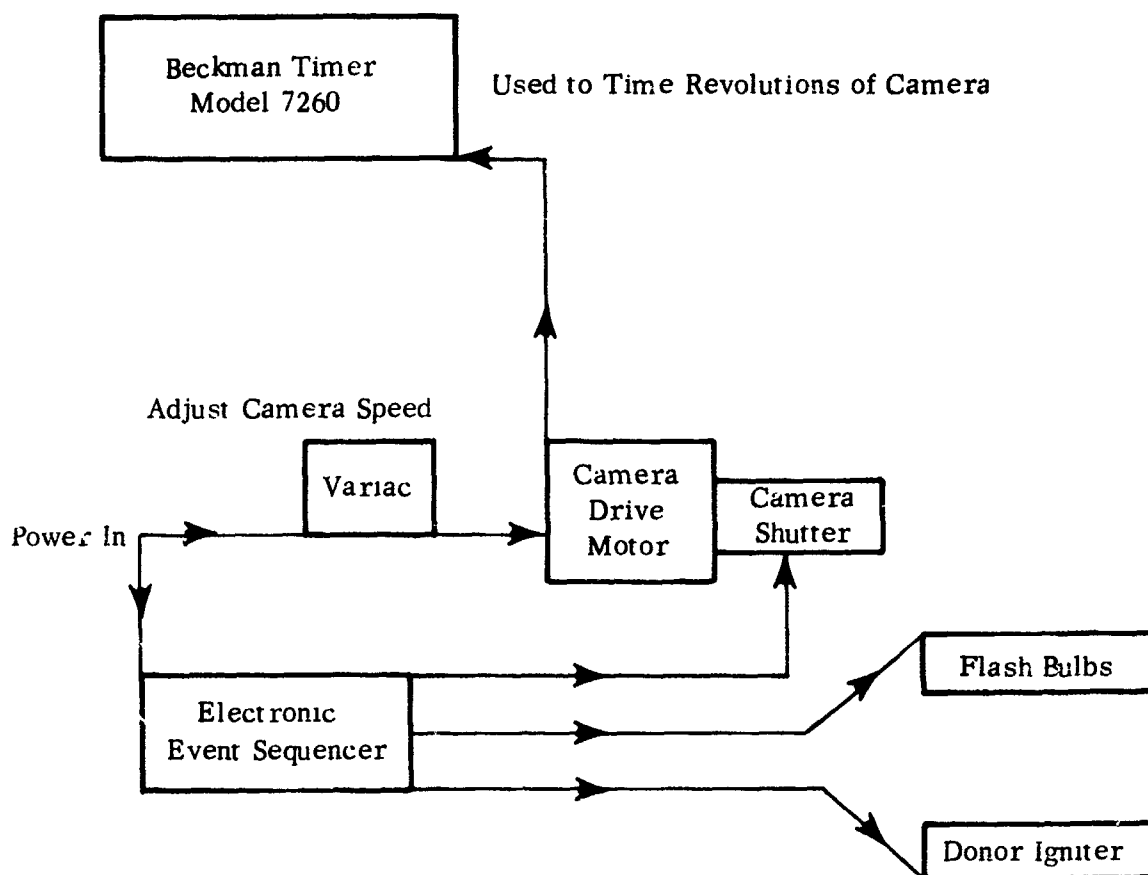 Beckman Timer
Model 7260
Used to Time Revolutions of Camera
Adjust Camera Speed
Variac
Camera
Drive
Motor
Camera
Shutter
Power In
Electronic
Event Sequencer
Flash Bulbs
Donor Igniter